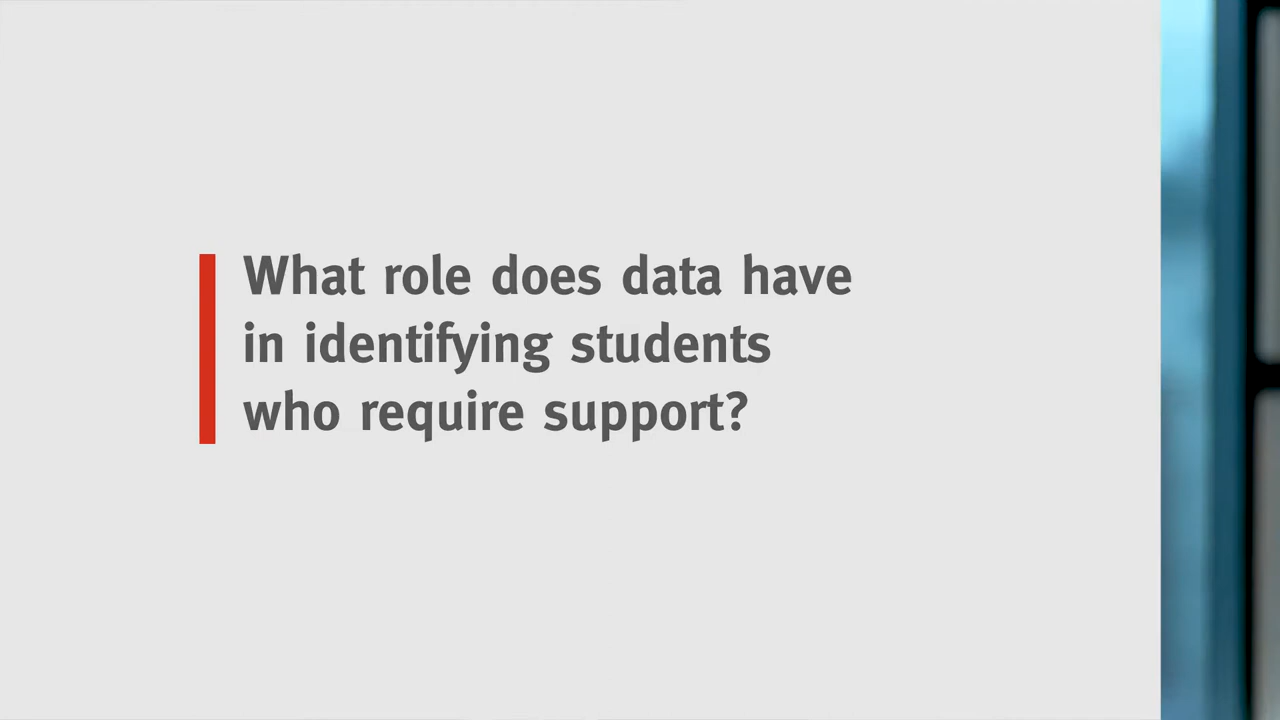 What role does data have
in identifying students
who require support?